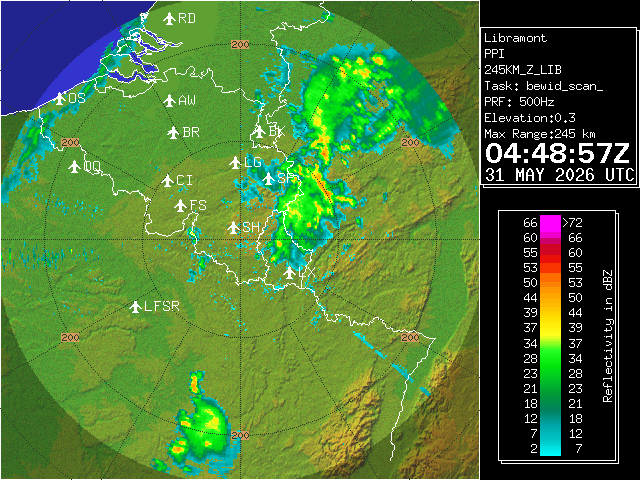 Libramont
PPI
245KM_Z_LIB
Task: bewid_scan_
PRF: 500Hz
Elevation:0.3
Max Range:245 km
04:48:57Z
31 MAY 2026 UTC
RD
200
OS
AW
BR
BK
200
200
QQ
LG
CI
SP
FS
SH
LX
LFSR
200
200
200
66 >72
60 66
55 60
53 55
50 53
44 50
39 44
37 39
34 37
28 34
23 28
21 23
18 21
12 18
7 12
2 7
Reflectivity in dBZ